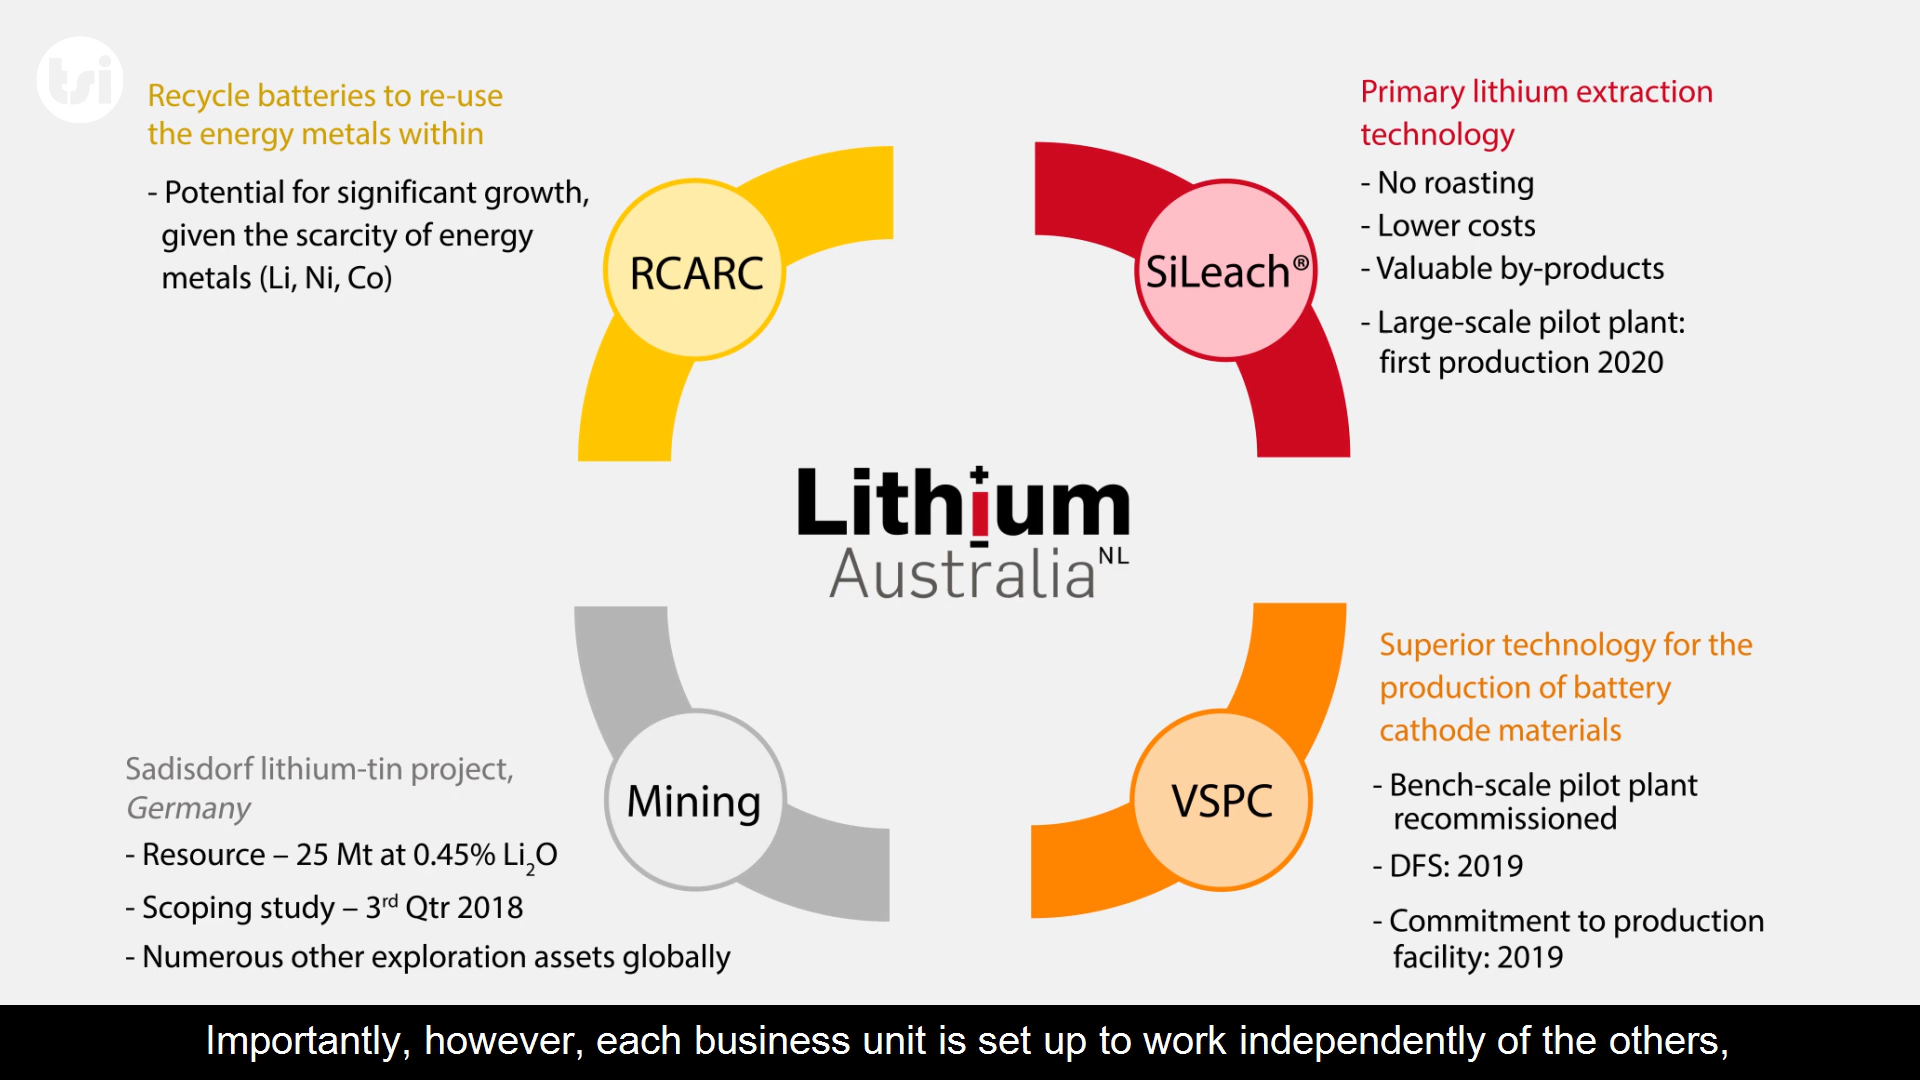 tsi
Recycle batteries to re-use
the energy metals within
- Potential for significant growth,
given the scarcity of energy
metals (Li, Ni, Co)
RCARC
SiLeach®
Primary lithium extraction
technology
- No roasting
- Lower costs
- Valuable by-products
- Large-scale pilot plant:
first production 2020
Lithium
Australia NL
Sadisdorf lithium-tin project,
Germany
- Resource – 25 Mt at 0.45% Li₂O
- Scoping study – 3rd Qtr 2018
- Numerous other exploration assets globally
Mining
VSPC
Superior technology for the
production of battery
cathode materials
- Bench-scale pilot plant
recommissioned
- DFS: 2019
- Commitment to production
facility: 2019
Importantly, however, each business unit is set up to work independently of the others,